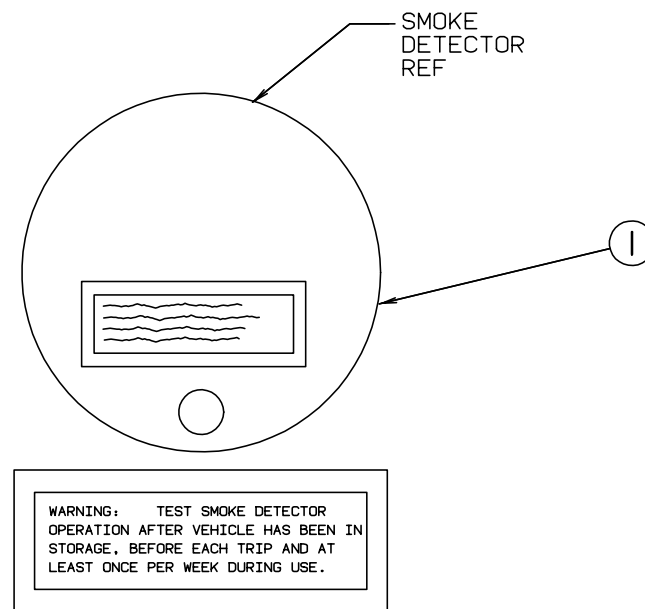 SMOKE
DETECTOR
REF
1
WARNING: TEST SMOKE DETECTOR
OPERATION AFTER VEHICLE HAS BEEN IN
STORAGE, BEFORE EACH TRIP AND AT
LEAST ONCE PER WEEK DURING USE.